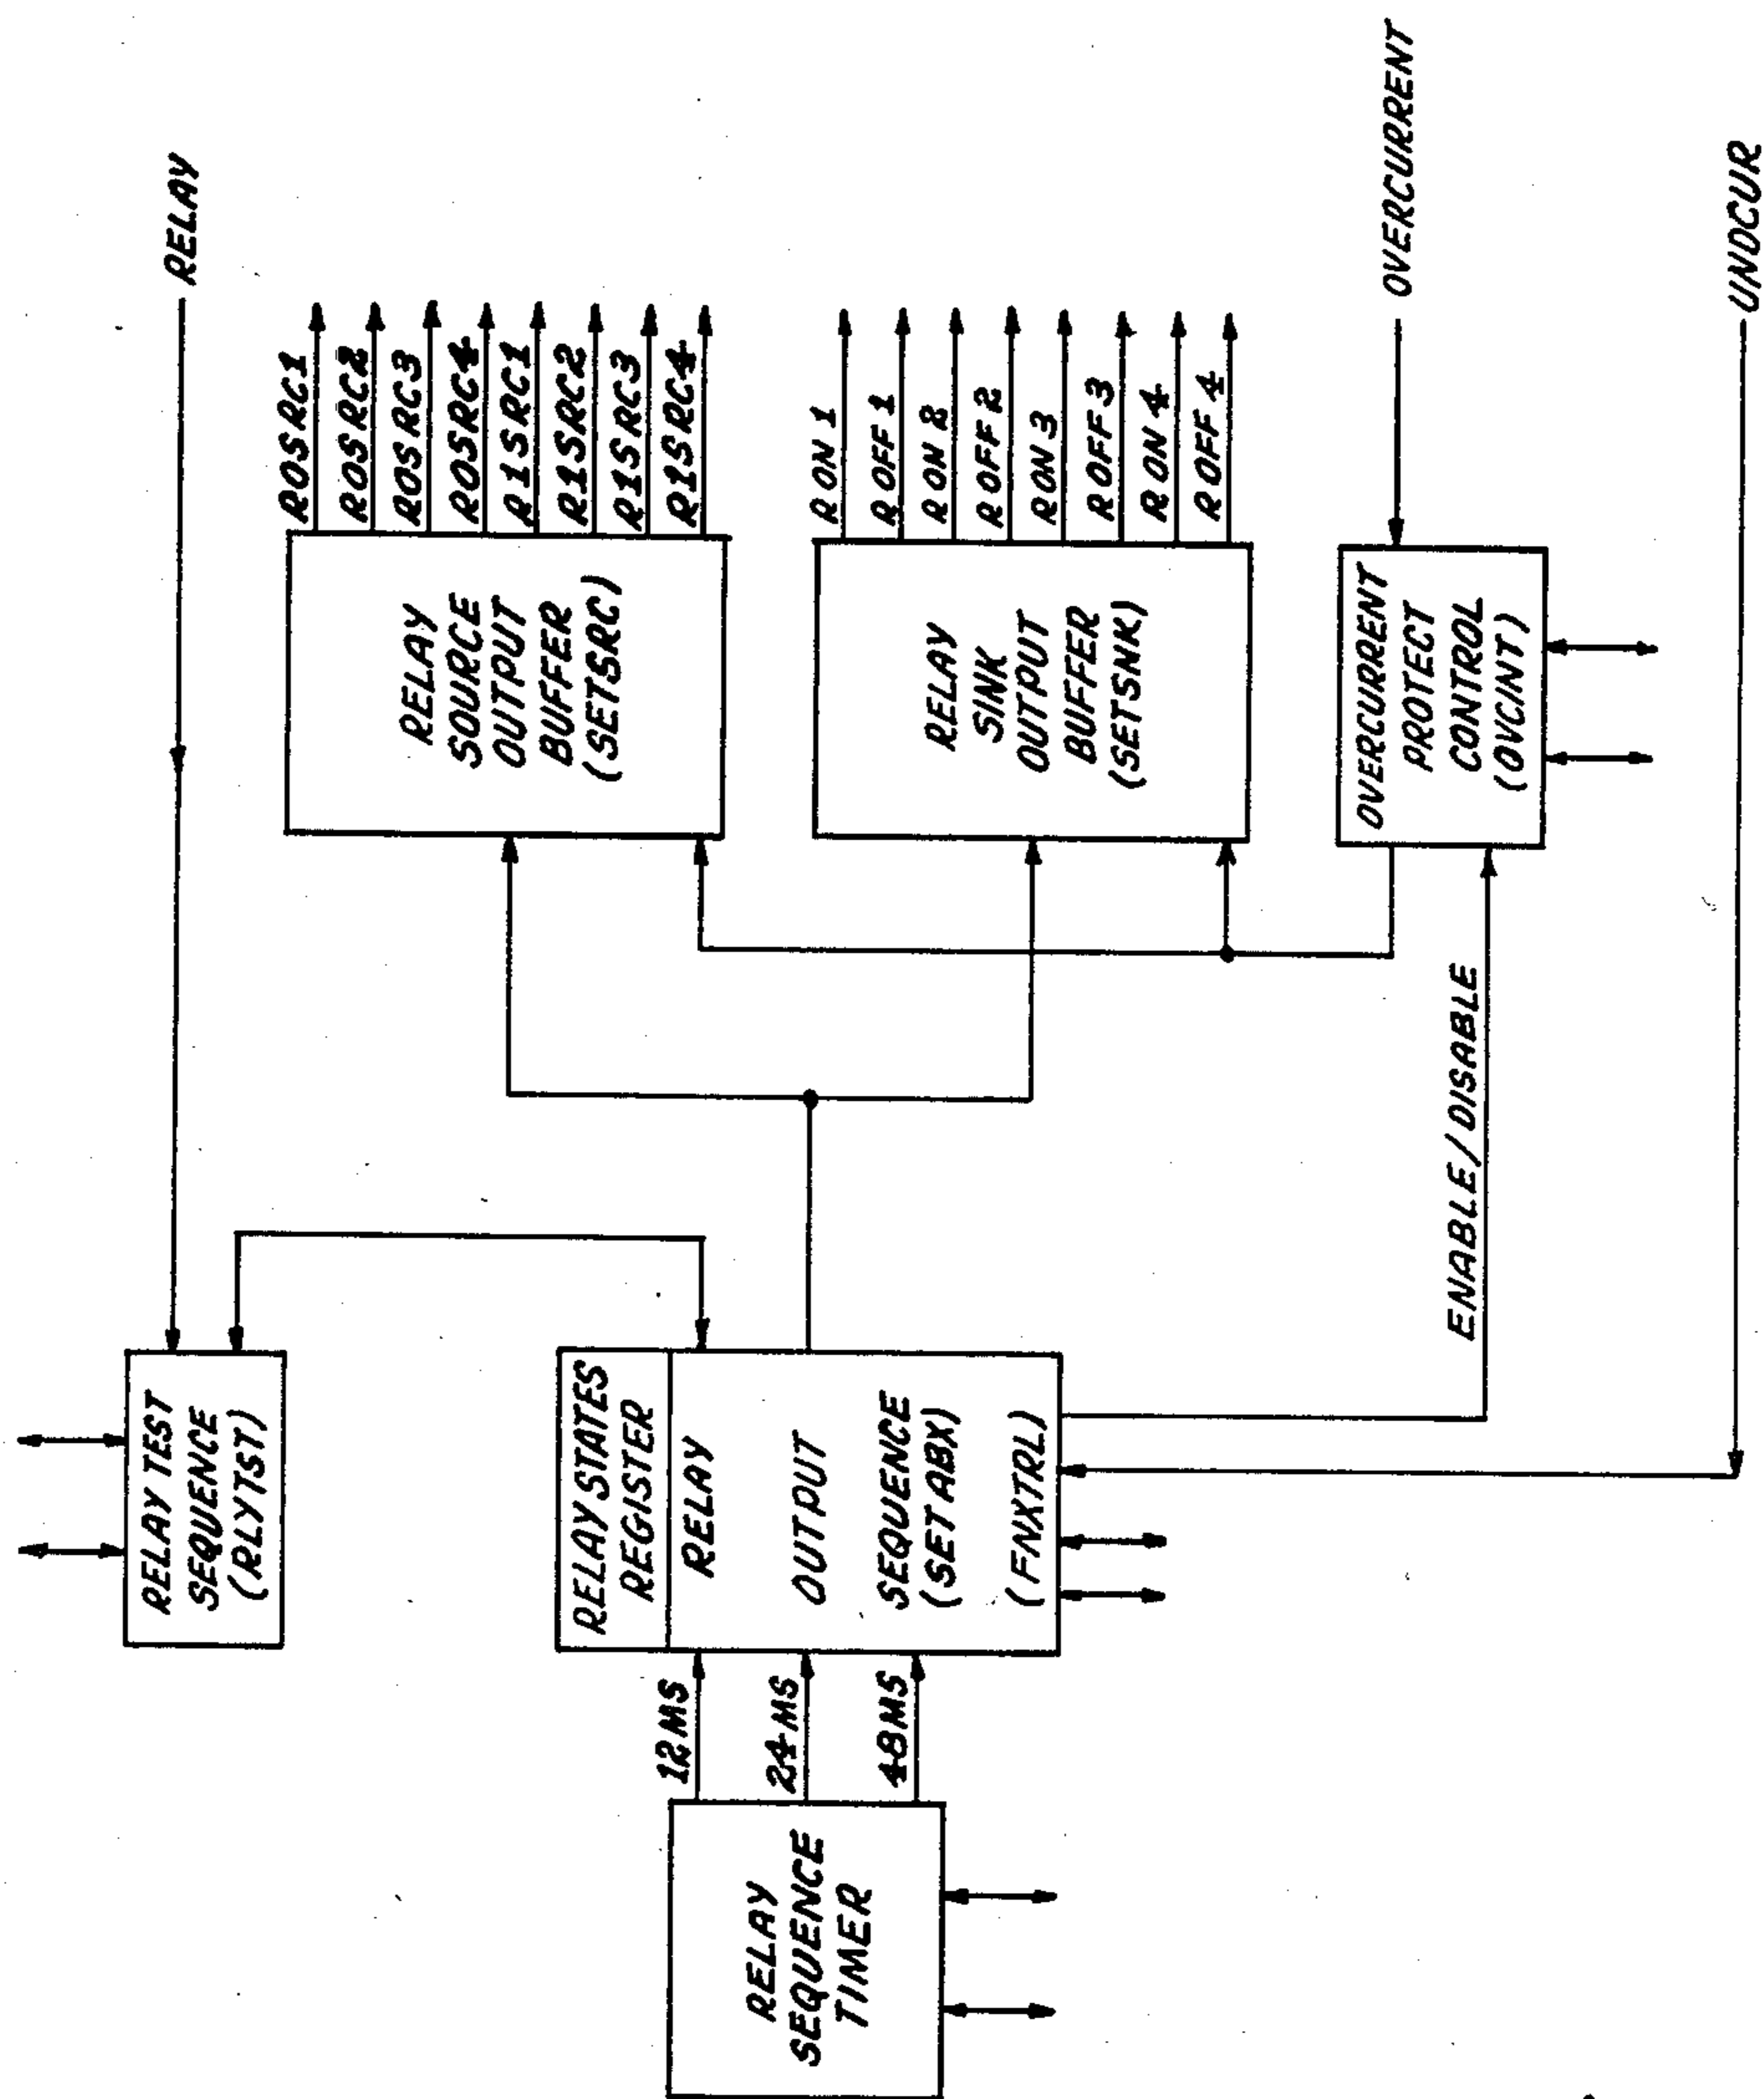 RELAY
RELAY TEST
SEQUENCE
(RLYTST)
ROSRC1
ROSRC2
ROSRC3
ROSRC4
R1SRC1
R1SRC2
R1SRC3
R1SRC4
RELAY
SOURCE
OUTPUT
BUFFER
(SETSRC)
RELAY STATES
REGISTER
RELAY
OUTPUT
SEQUENCE
(SETABX)
(FNXTRL)
12MS
24MS
48MS
RELAY
SEQUENCE
TIMER
R ON 1
R OFF 1
R ON 2
R OFF 2
R ON 3
R OFF 3
R ON 4
R OFF 4
RELAY
SINK
OUTPUT
BUFFER
(SETSNK)
OVERCURRENT
OVERCURRENT
PROTECT
CONTROL
(OVCINT)
ENABLE/DISABLE
UNDCUR